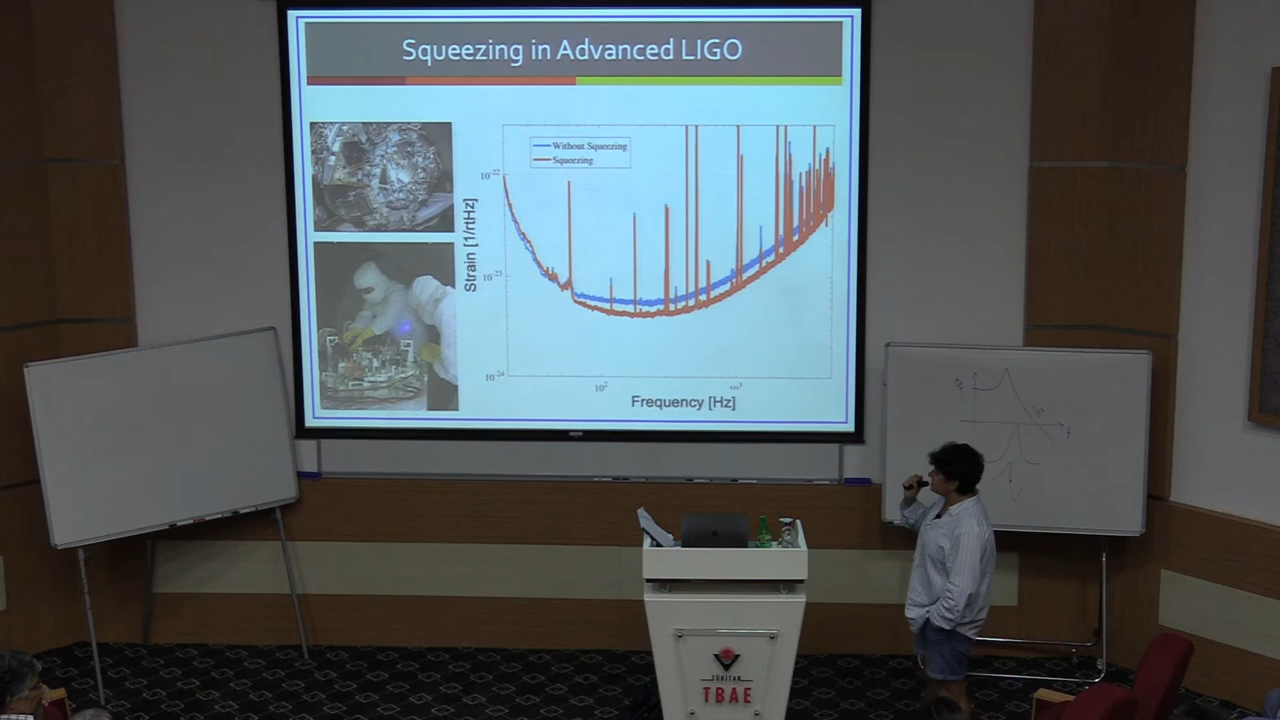 Squeezing in Advanced LIGO
Without Squeezing
Squeezing
10-22
10-23
10-24
Strain [1/rtHz]
10²
10³
Frequency [Hz]
TÜBİTAK
TBAE